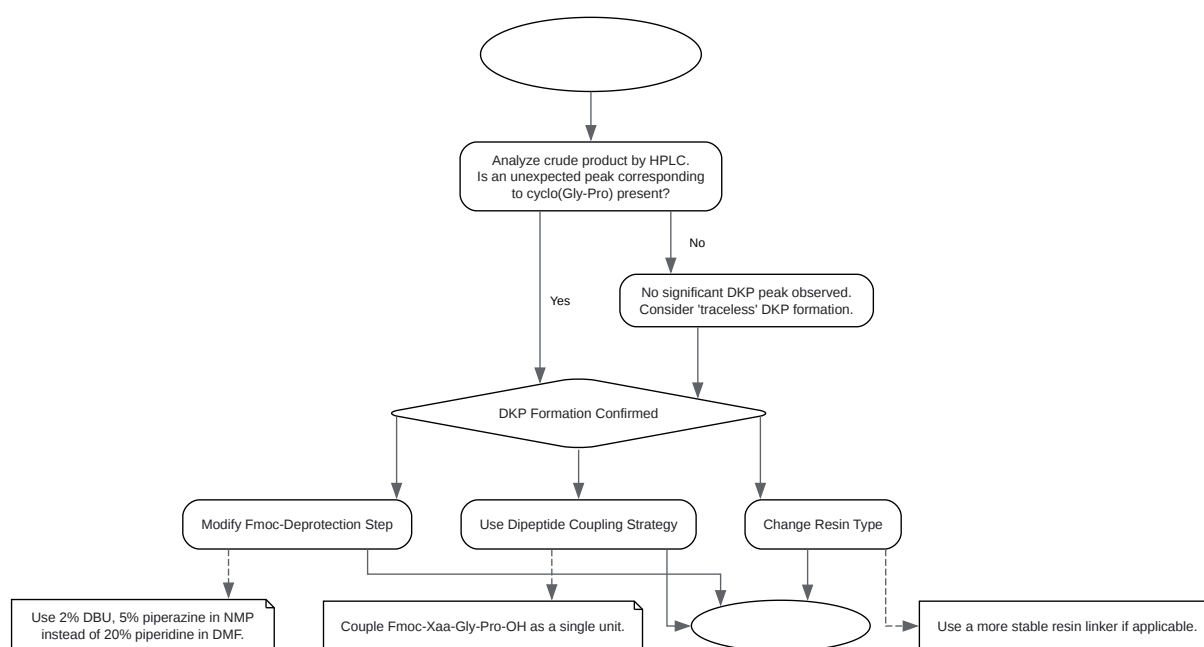 Analyze crude product by HPLC.
Is an unexpected peak corresponding
to cyclo(Gly-Pro) present?
No
Yes
No significant DKP peak observed.
Consider 'traceless' DKP formation.
DKP Formation Confirmed
Modify Fmoc-Deprotection Step
Use Dipeptide Coupling Strategy
Change Resin Type
Use 2% DBU, 5% piperazine in NMP
instead of 20% piperidine in DMF.
Couple Fmoc-Xaa-Gly-Pro-OH as a single unit.
Use a more stable resin linker if applicable.